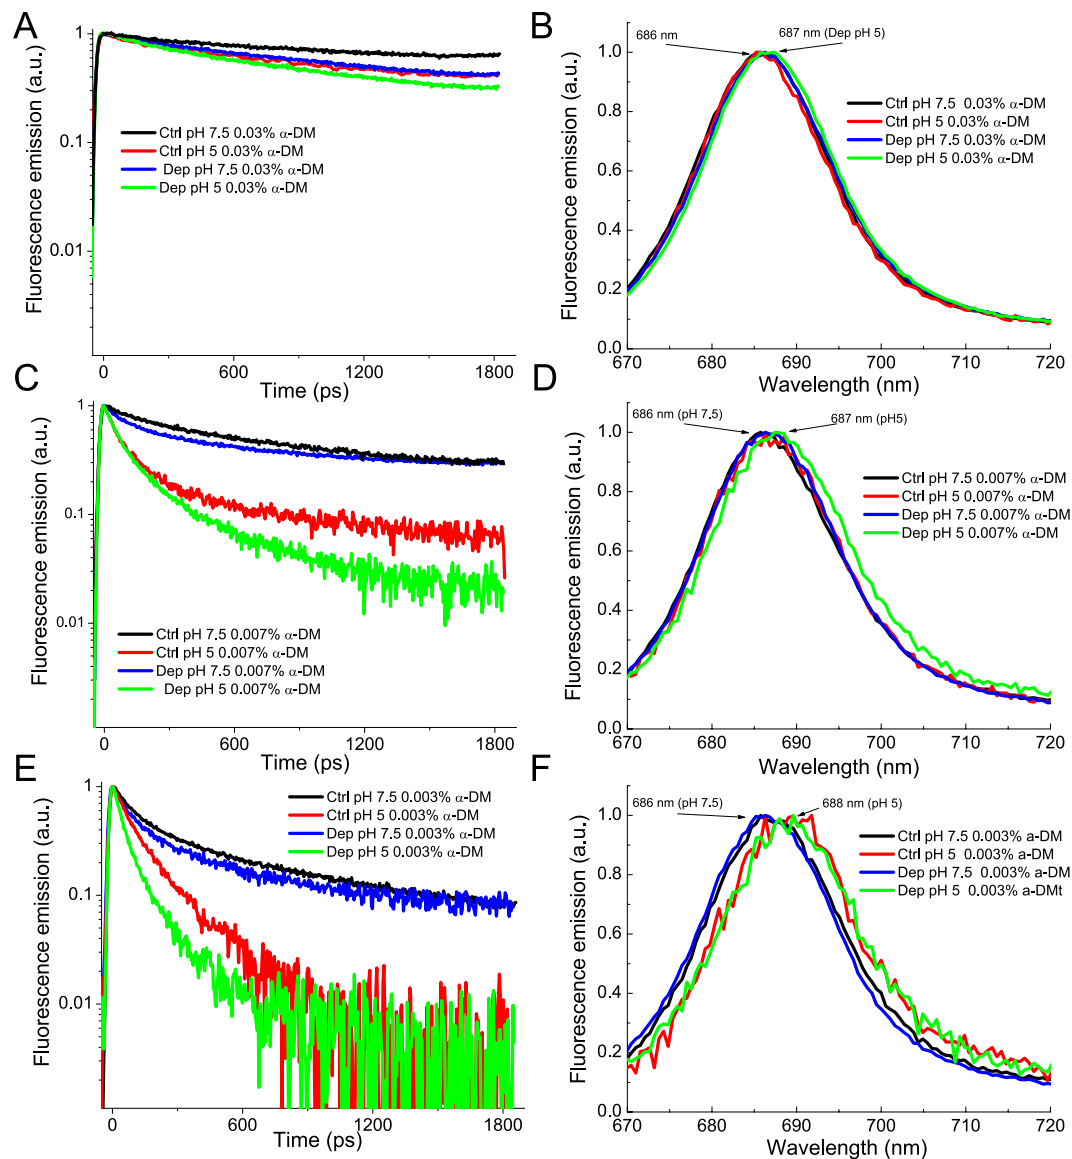 A
Fluorescence emission (a.u.)
1
0.1
0.01
Ctrl pH 7.5 0.03% α-DM
Ctrl pH 5 0.03% α-DM
Dep pH 7.5 0.03% α-DM
Dep pH 5 0.03% α-DM
0
600
1200
1800
Time (ps)
B
Fluorescence emission (a.u.)
1.0
0.8
0.6
0.4
0.2
0.0
686 nm
687 nm (Dep pH 5)
Ctrl pH 7.5 0.03% α-DM
Ctrl pH 5 0.03% α-DM
Dep pH 7.5 0.03% α-DM
Dep pH 5 0.03% α-DM
670
680
690
700
710
720
Wavelength (nm)
C
Fluorescence emission (a.u.)
1
0.1
0.01
Ctrl pH 7.5 0.007% α-DM
Ctrl pH 5 0.007% α-DM
Dep pH 7.5 0.007% α-DM
Dep pH 5 0.007% α-DM
0
600
1200
1800
Time (ps)
D
Fluorescence emission (a.u.)
1.0
0.8
0.6
0.4
0.2
0.0
686 nm (pH 7.5)
687 nm (pH5)
Ctrl pH 7.5 0.007% α-DM
Ctrl pH 5 0.007% α-DM
Dep pH 7.5 0.007% α-DM
Dep pH 5 0.007% α-DM
670
680
690
700
710
720
Wavelength (nm)
E
Fluorescence emission (a.u.)
1
0.1
0.01
Ctrl pH 7.5 0.003% α-DM
Ctrl pH 5 0.003% α-DM
Dep pH 7.5 0.003% α-DM
Dep pH 5 0.003% α-DM
0
600
1200
1800
Time (ps)
F
Fluorescence emission (a.u.)
1.0
0.8
0.6
0.4
0.2
0.0
686 nm (pH 7.5)
688 nm (pH 5)
Ctrl pH 7.5 0.003% a-DM
Ctrl pH 5 0.003% a-DM
Dep pH 7.5 0.003% a-DM
Dep pH 5 0.003% a-DMt
670
680
690
700
710
720
Wavelength (nm)